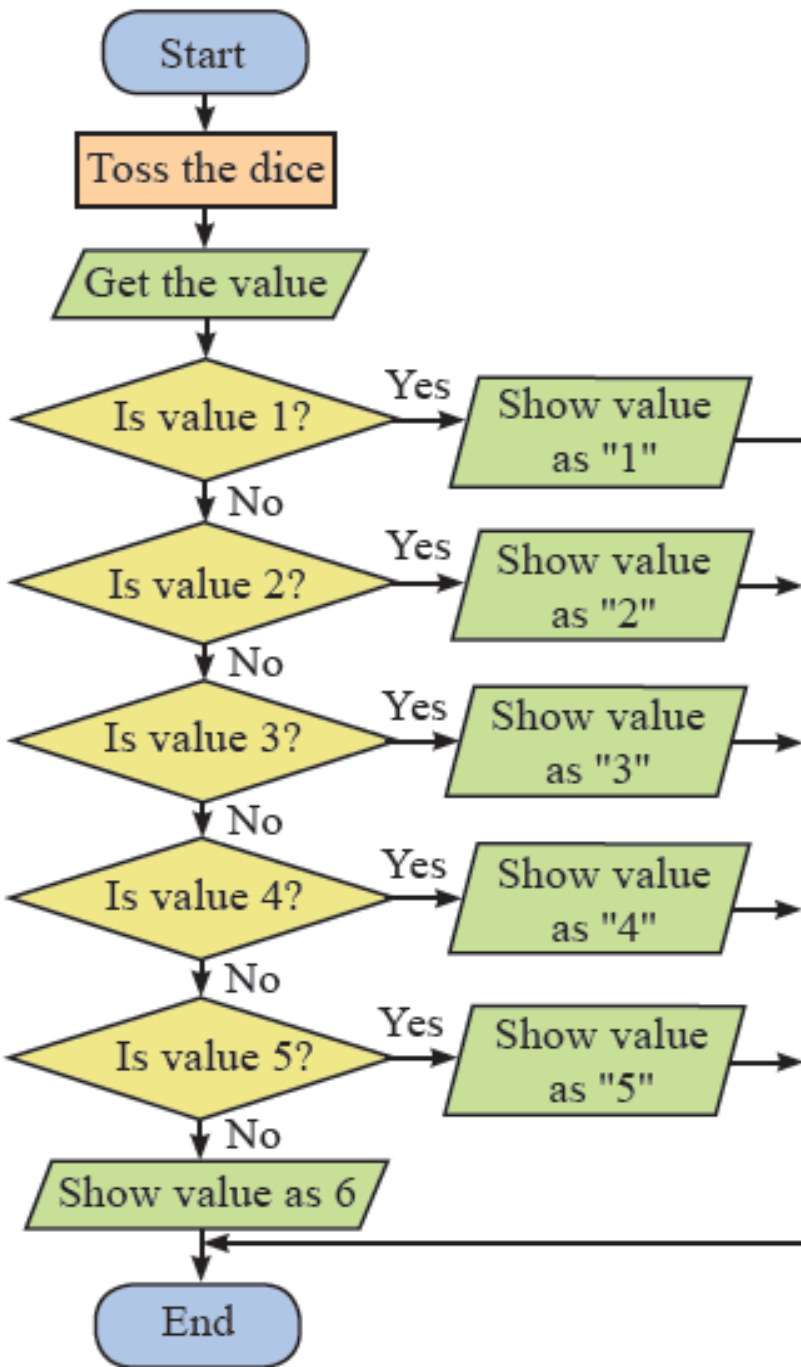 Start
Toss the dice
Get the value
Is value 1?
Yes
Show value
as "1"
No
Is value 2?
Yes
Show value
as "2"
No
Is value 3?
Yes
Show value
as "3"
No
Is value 4?
Yes
Show value
as "4"
No
Is value 5?
Yes
Show value
as "5"
No
Show value as 6
End